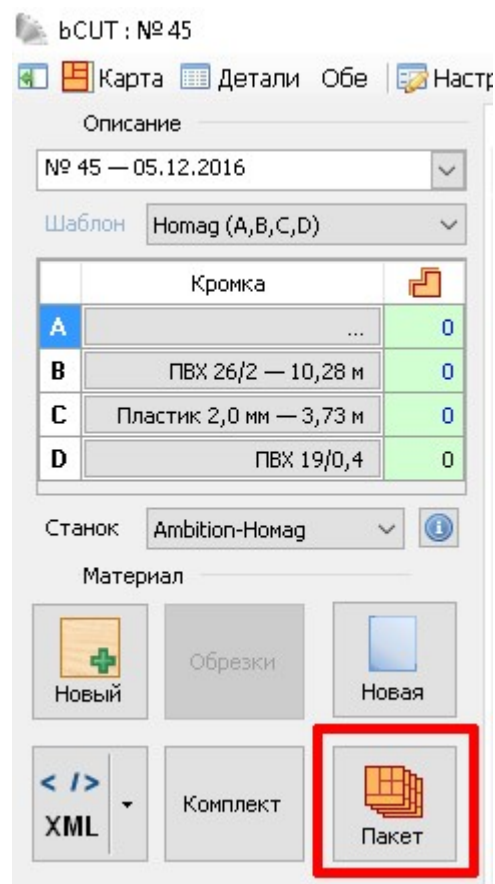 bCUT : № 45
Карта Детали Обе Настр
Описание
№ 45 — 05.12.2016
Шаблон Homag (A,B,C,D)
Кромка
A ... 0
B ПВХ 26/2 — 10,28 м 0
C Пластик 2,0 мм — 3,73 м 0
D ПВХ 19/0,4 0
Станок Ambition-Номаg
Материал
Новый Обрезки Новая
< /> XML Комплект Пакет